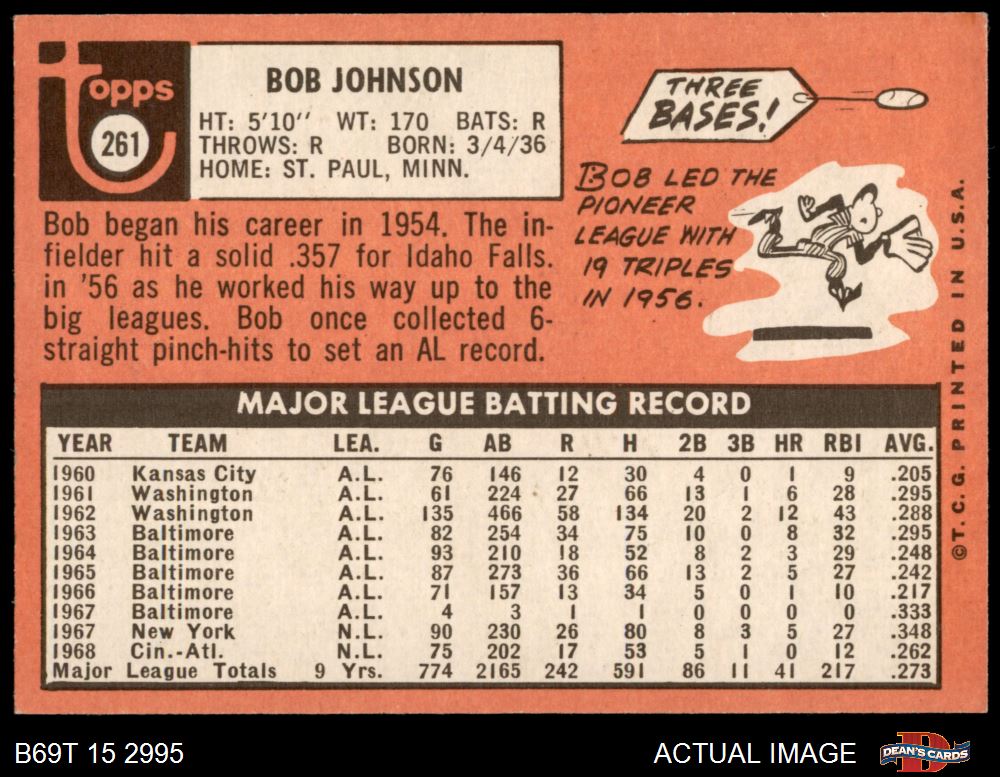 Topps
261
BOB JOHNSON
HT: 5'10" WT: 170 BATS: R
THROWS: R BORN: 3/4/36
HOME: ST. PAUL, MINN.
Bob began his career in 1954. The in-
fielder hit a solid .357 for Idaho Falls.
in '56 as he worked his way up to the
big leagues. Bob once collected 6-
straight pinch-hits to set an AL record.
THREE
BASES!
BOB LED THE
PIONEER
LEAGUE WITH
19 TRIPLES
IN 1956.
MAJOR LEAGUE BATTING RECORD
YEAR TEAM LEA. G AB R H 2B 3B HR RBI AVG.
1960 Kansas City A.L. 76 146 12 30 4 0 1 9 .205
1961 Washington A.L. 61 224 27 66 13 1 6 28 .295
1962 Washington A.L. 135 466 58 134 20 2 12 43 .288
1963 Baltimore A.L. 82 254 34 75 10 0 8 32 .295
1964 Baltimore A.L. 93 210 18 52 8 2 3 29 .248
1965 Baltimore A.L. 87 273 36 66 13 2 5 27 .242
1966 Baltimore A.L. 71 157 13 34 5 0 1 10 .217
1967 Baltimore A.L. 4 3 1 1 0 0 0 0 .333
1967 New York N.L. 90 230 26 80 8 3 5 27 .348
1968 Cin.-Atl. N.L. 75 202 17 53 5 1 0 12 .262
Major League Totals 9 Yrs. 774 2165 242 591 86 11 41 217 .273
©T.C.G. PRINTED IN U.S.A.
B69T 15 2995
ACTUAL IMAGE
D
DEAN'S CARDS